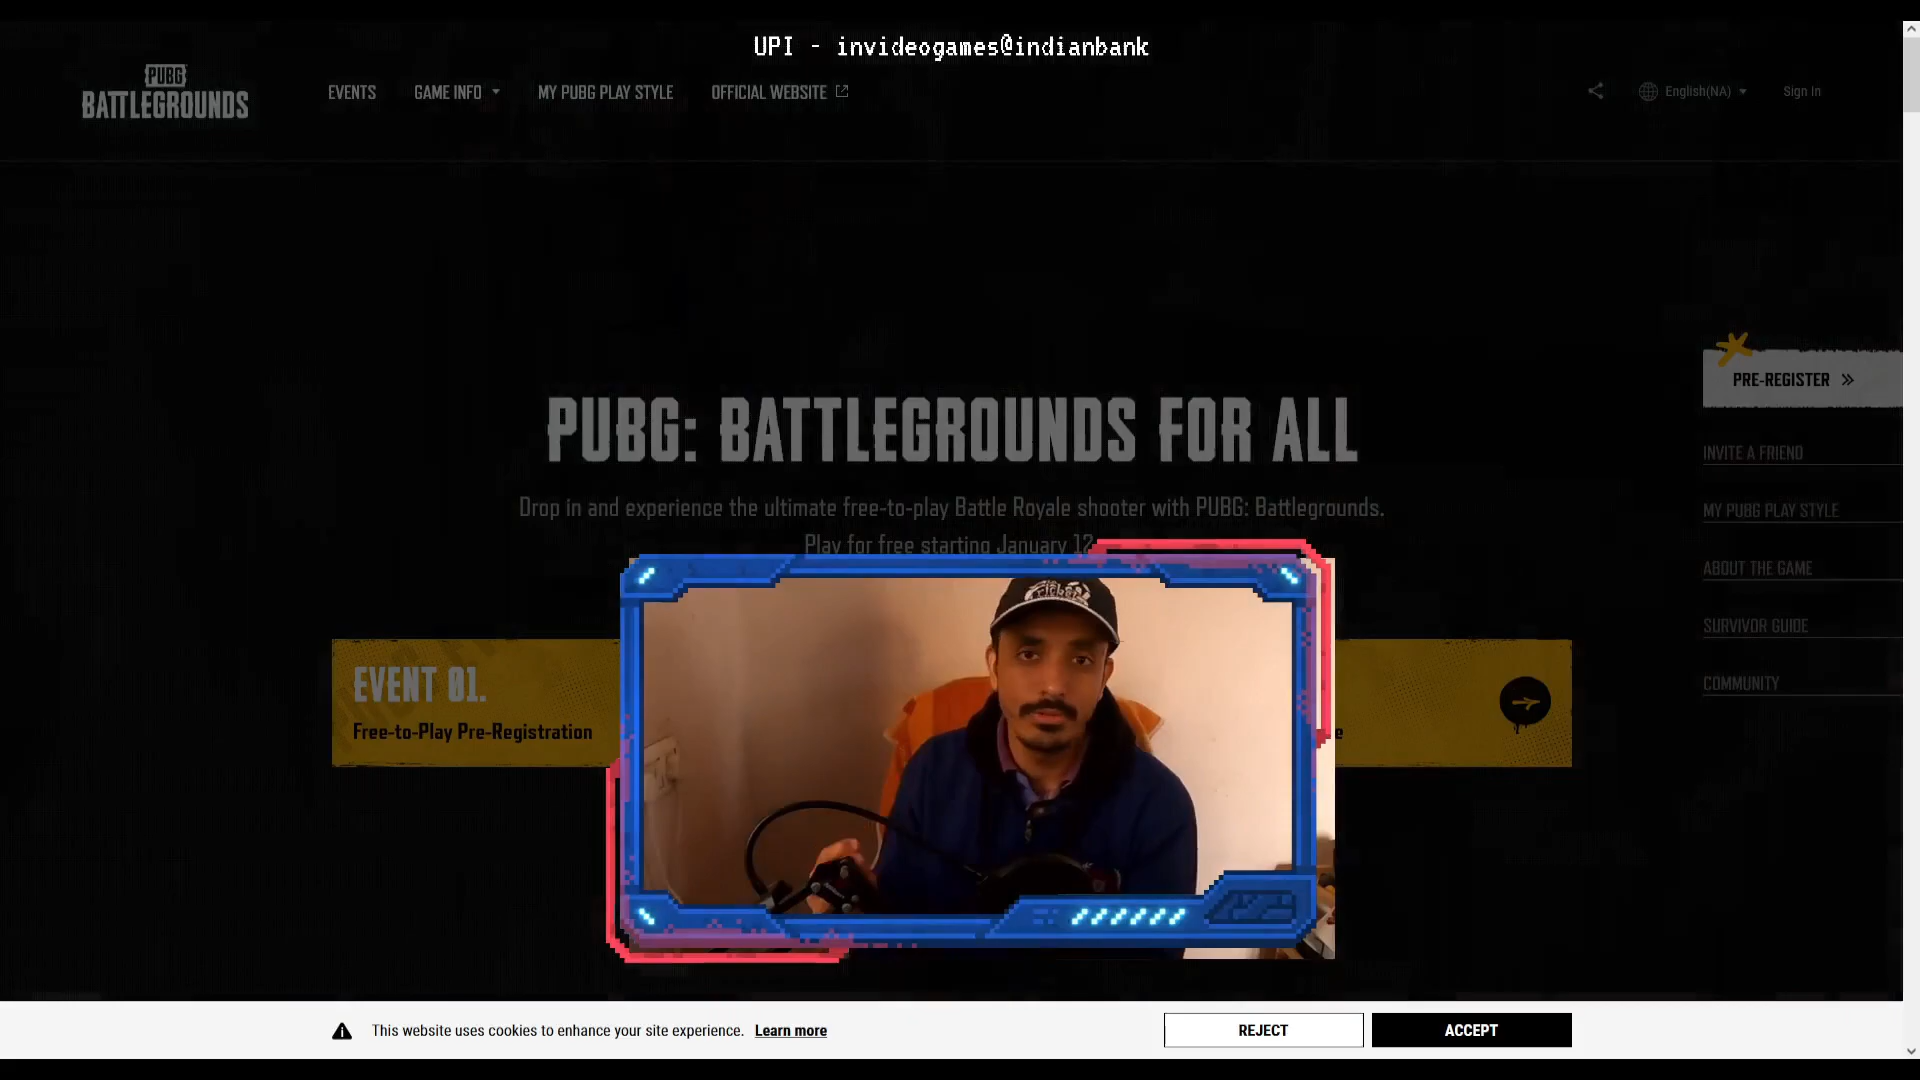 UPI - invideogames@indianbank
PUBG
BATTLEGROUNDS
EVENTS
GAME INFO
MY PUBG PLAY STYLE
OFFICIAL WEBSITE
English(NA)
Sign In
PRE-REGISTER
INVITE A FRIEND
MY PUBG PLAY STYLE
ABOUT THE GAME
SURVIVOR GUIDE
COMMUNITY
PUBG: BATTLEGROUNDS FOR ALL
Drop in and experience the ultimate free-to-play Battle Royale shooter with PUBG: Battlegrounds.
Play for free starting January 12
EVENT 01.
Free-to-Play Pre-Registration
This website uses cookies to enhance your site experience. Learn more
REJECT
ACCEPT